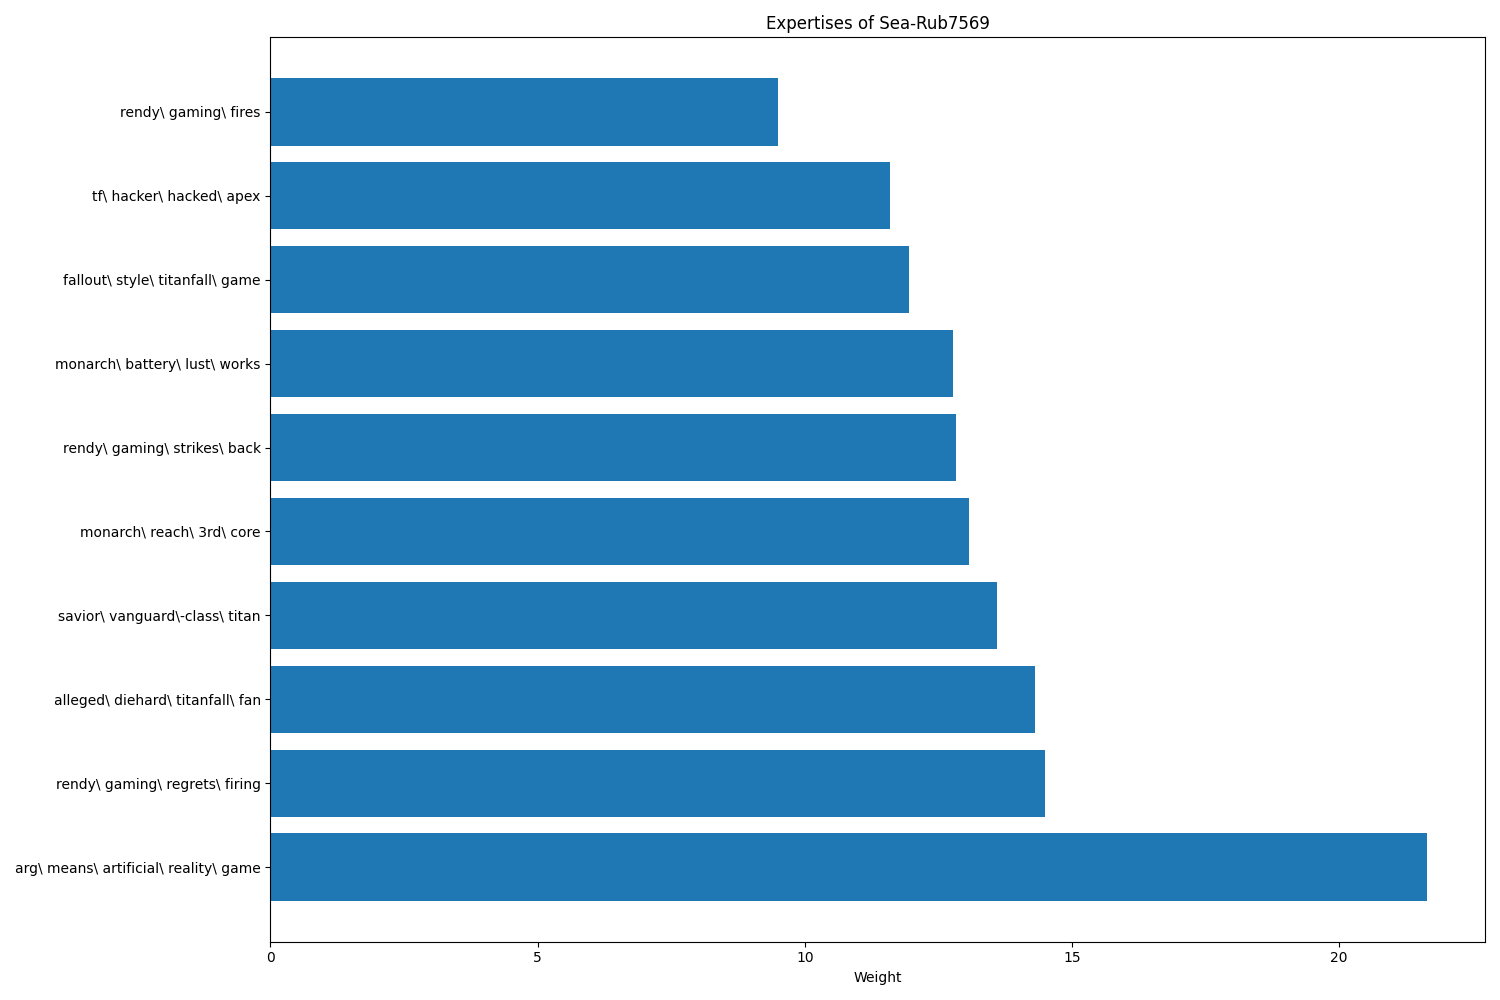 Expertises of Sea-Rub7569
rendy\ gaming\ fires
tf\ hacker\ hacked\ apex
fallout\ style\ titanfall\ game
monarch\ battery\ lust\ works
rendy\ gaming\ strikes\ back
monarch\ reach\ 3rd\ core
savior\ vanguard\-class\ titan
alleged\ diehard\ titanfall\ fan
rendy\ gaming\ regrets\ firing
arg\ means\ artificial\ reality\ game
0 5 10 15 20
Weight